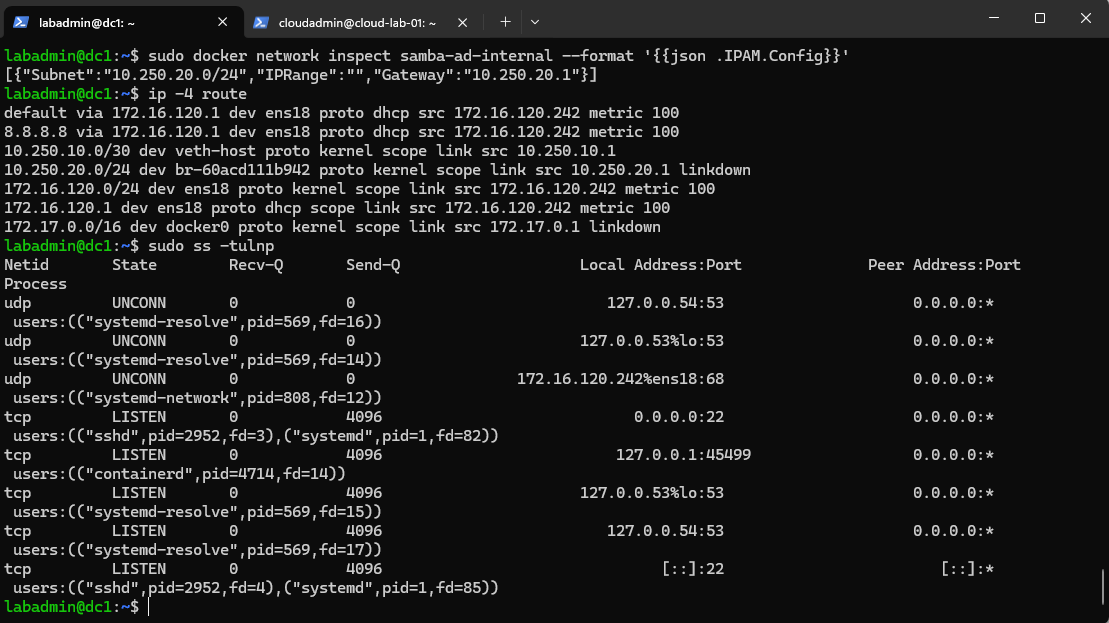 labadmin@dc1: ~
cloudadmin@cloud-lab-01: ~
labadmin@dc1:~$ sudo docker network inspect samba-ad-internal --format '{{json .IPAM.Config}}'
[{"Subnet":"10.250.20.0/24","IPRange":"","Gateway":"10.250.20.1"}]
labadmin@dc1:~$ ip -4 route
default via 172.16.120.1 dev ens18 proto dhcp src 172.16.120.242 metric 100
8.8.8.8 via 172.16.120.1 dev ens18 proto dhcp src 172.16.120.242 metric 100
10.250.10.0/30 dev veth-host proto kernel scope link src 10.250.10.1
10.250.20.0/24 dev br-60acd111b942 proto kernel scope link src 10.250.20.1 linkdown
172.16.120.0/24 dev ens18 proto kernel scope link src 172.16.120.242 metric 100
172.16.120.1 dev ens18 proto dhcp scope link src 172.16.120.242 metric 100
172.17.0.0/16 dev docker0 proto kernel scope link src 172.17.0.1 linkdown
labadmin@dc1:~$ sudo ss -tulnp
Netid State Recv-Q Send-Q Local Address:Port Peer Address:Port
Process
udp UNCONN 0 0 127.0.0.54:53 0.0.0.0:*
users:(("systemd-resolve",pid=569,fd=16))
udp UNCONN 0 0 127.0.0.53%lo:53 0.0.0.0:*
users:(("systemd-resolve",pid=569,fd=14))
udp UNCONN 0 0 172.16.120.242%ens18:68 0.0.0.0:*
users:(("systemd-network",pid=808,fd=12))
tcp LISTEN 0 4096 0.0.0.0:22 0.0.0.0:*
users:(("sshd",pid=2952,fd=3),("systemd",pid=1,fd=82))
tcp LISTEN 0 4096 127.0.0.1:45499 0.0.0.0:*
users:(("containerd",pid=4714,fd=14))
tcp LISTEN 0 4096 127.0.0.53%lo:53 0.0.0.0:*
users:(("systemd-resolve",pid=569,fd=15))
tcp LISTEN 0 4096 127.0.0.54:53 0.0.0.0:*
users:(("systemd-resolve",pid=569,fd=17))
tcp LISTEN 0 4096 [::]:22 [::]:*
users:(("sshd",pid=2952,fd=4),("systemd",pid=1,fd=85))
labadmin@dc1:~$